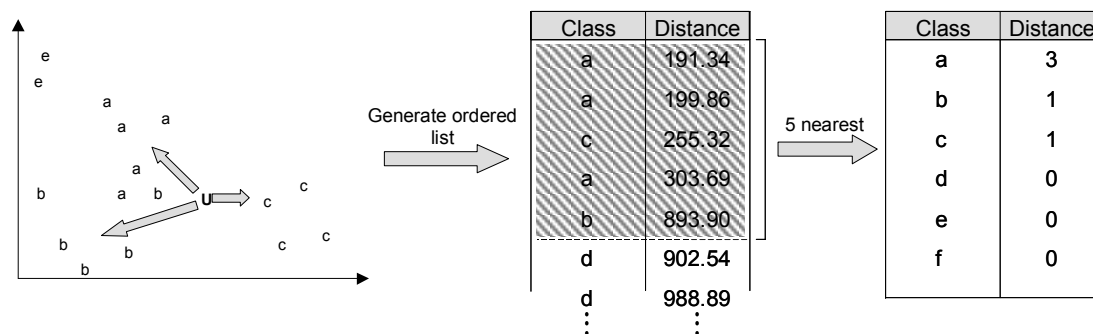 e
e
a
a
a
a
b
a
b
U
c
c
b
b
c
c
b
Generate ordered
list
Class Distance
a 191.34
a 199.86
c 255.32
a 303.69
b 893.90
d 902.54
d 988.89
5 nearest
Class Distance
a 3
b 1
c 1
d 0
e 0
f 0